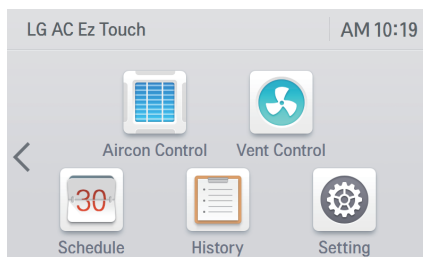 LG AC Ez Touch AM 10:19
Aircon Control Vent Control
30
Schedule History Setting